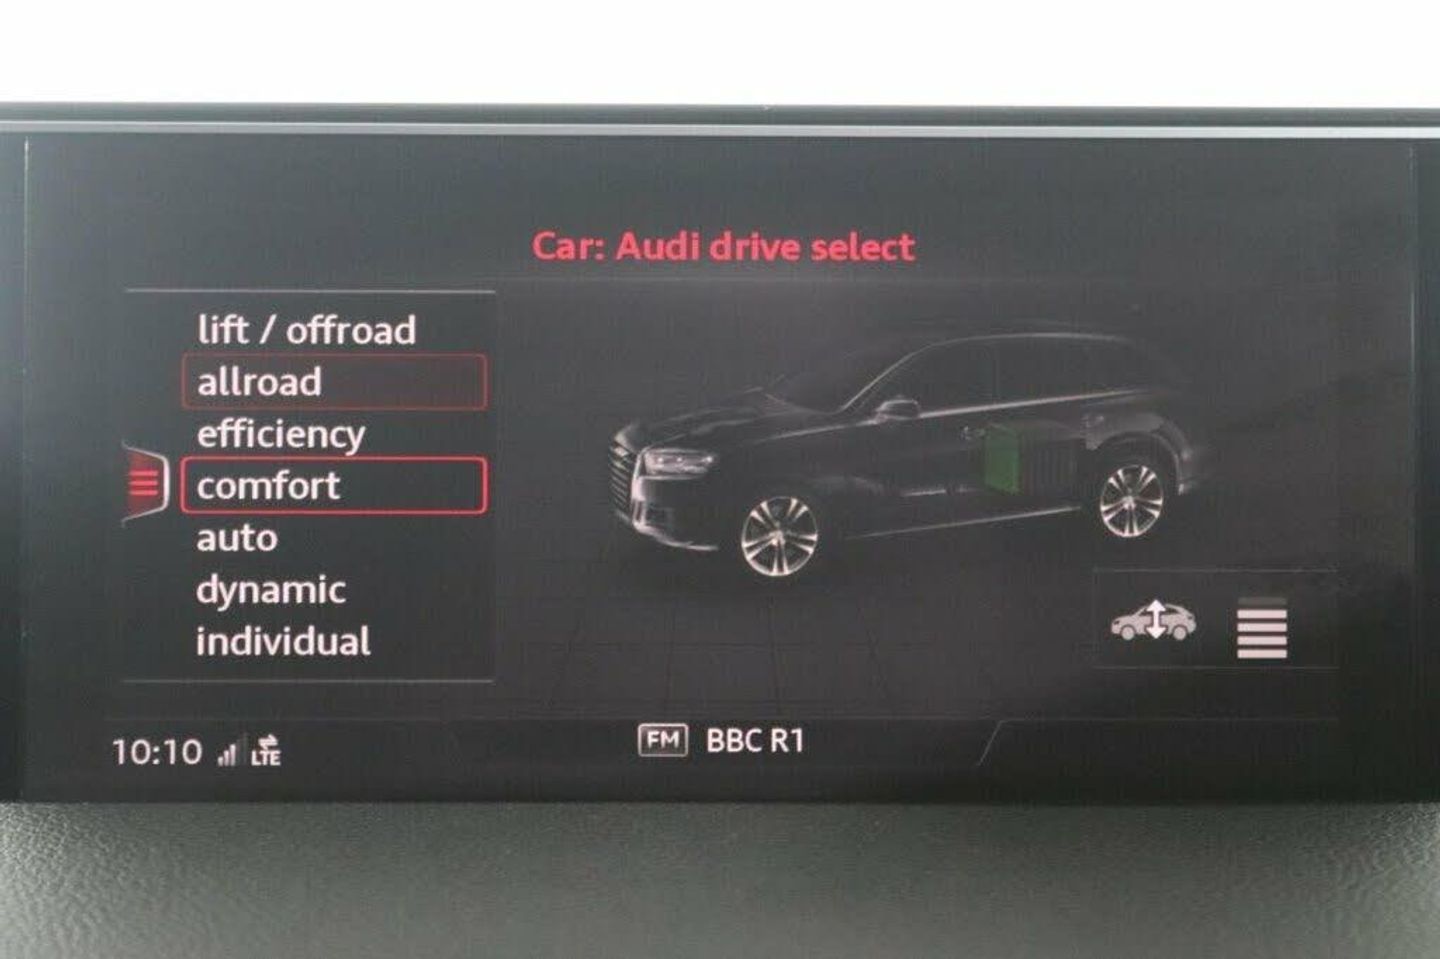 Car: Audi drive select
lift / offroad
allroad
efficiency
comfort
auto
dynamic
individual
10:10 LTE
FM BBC R1